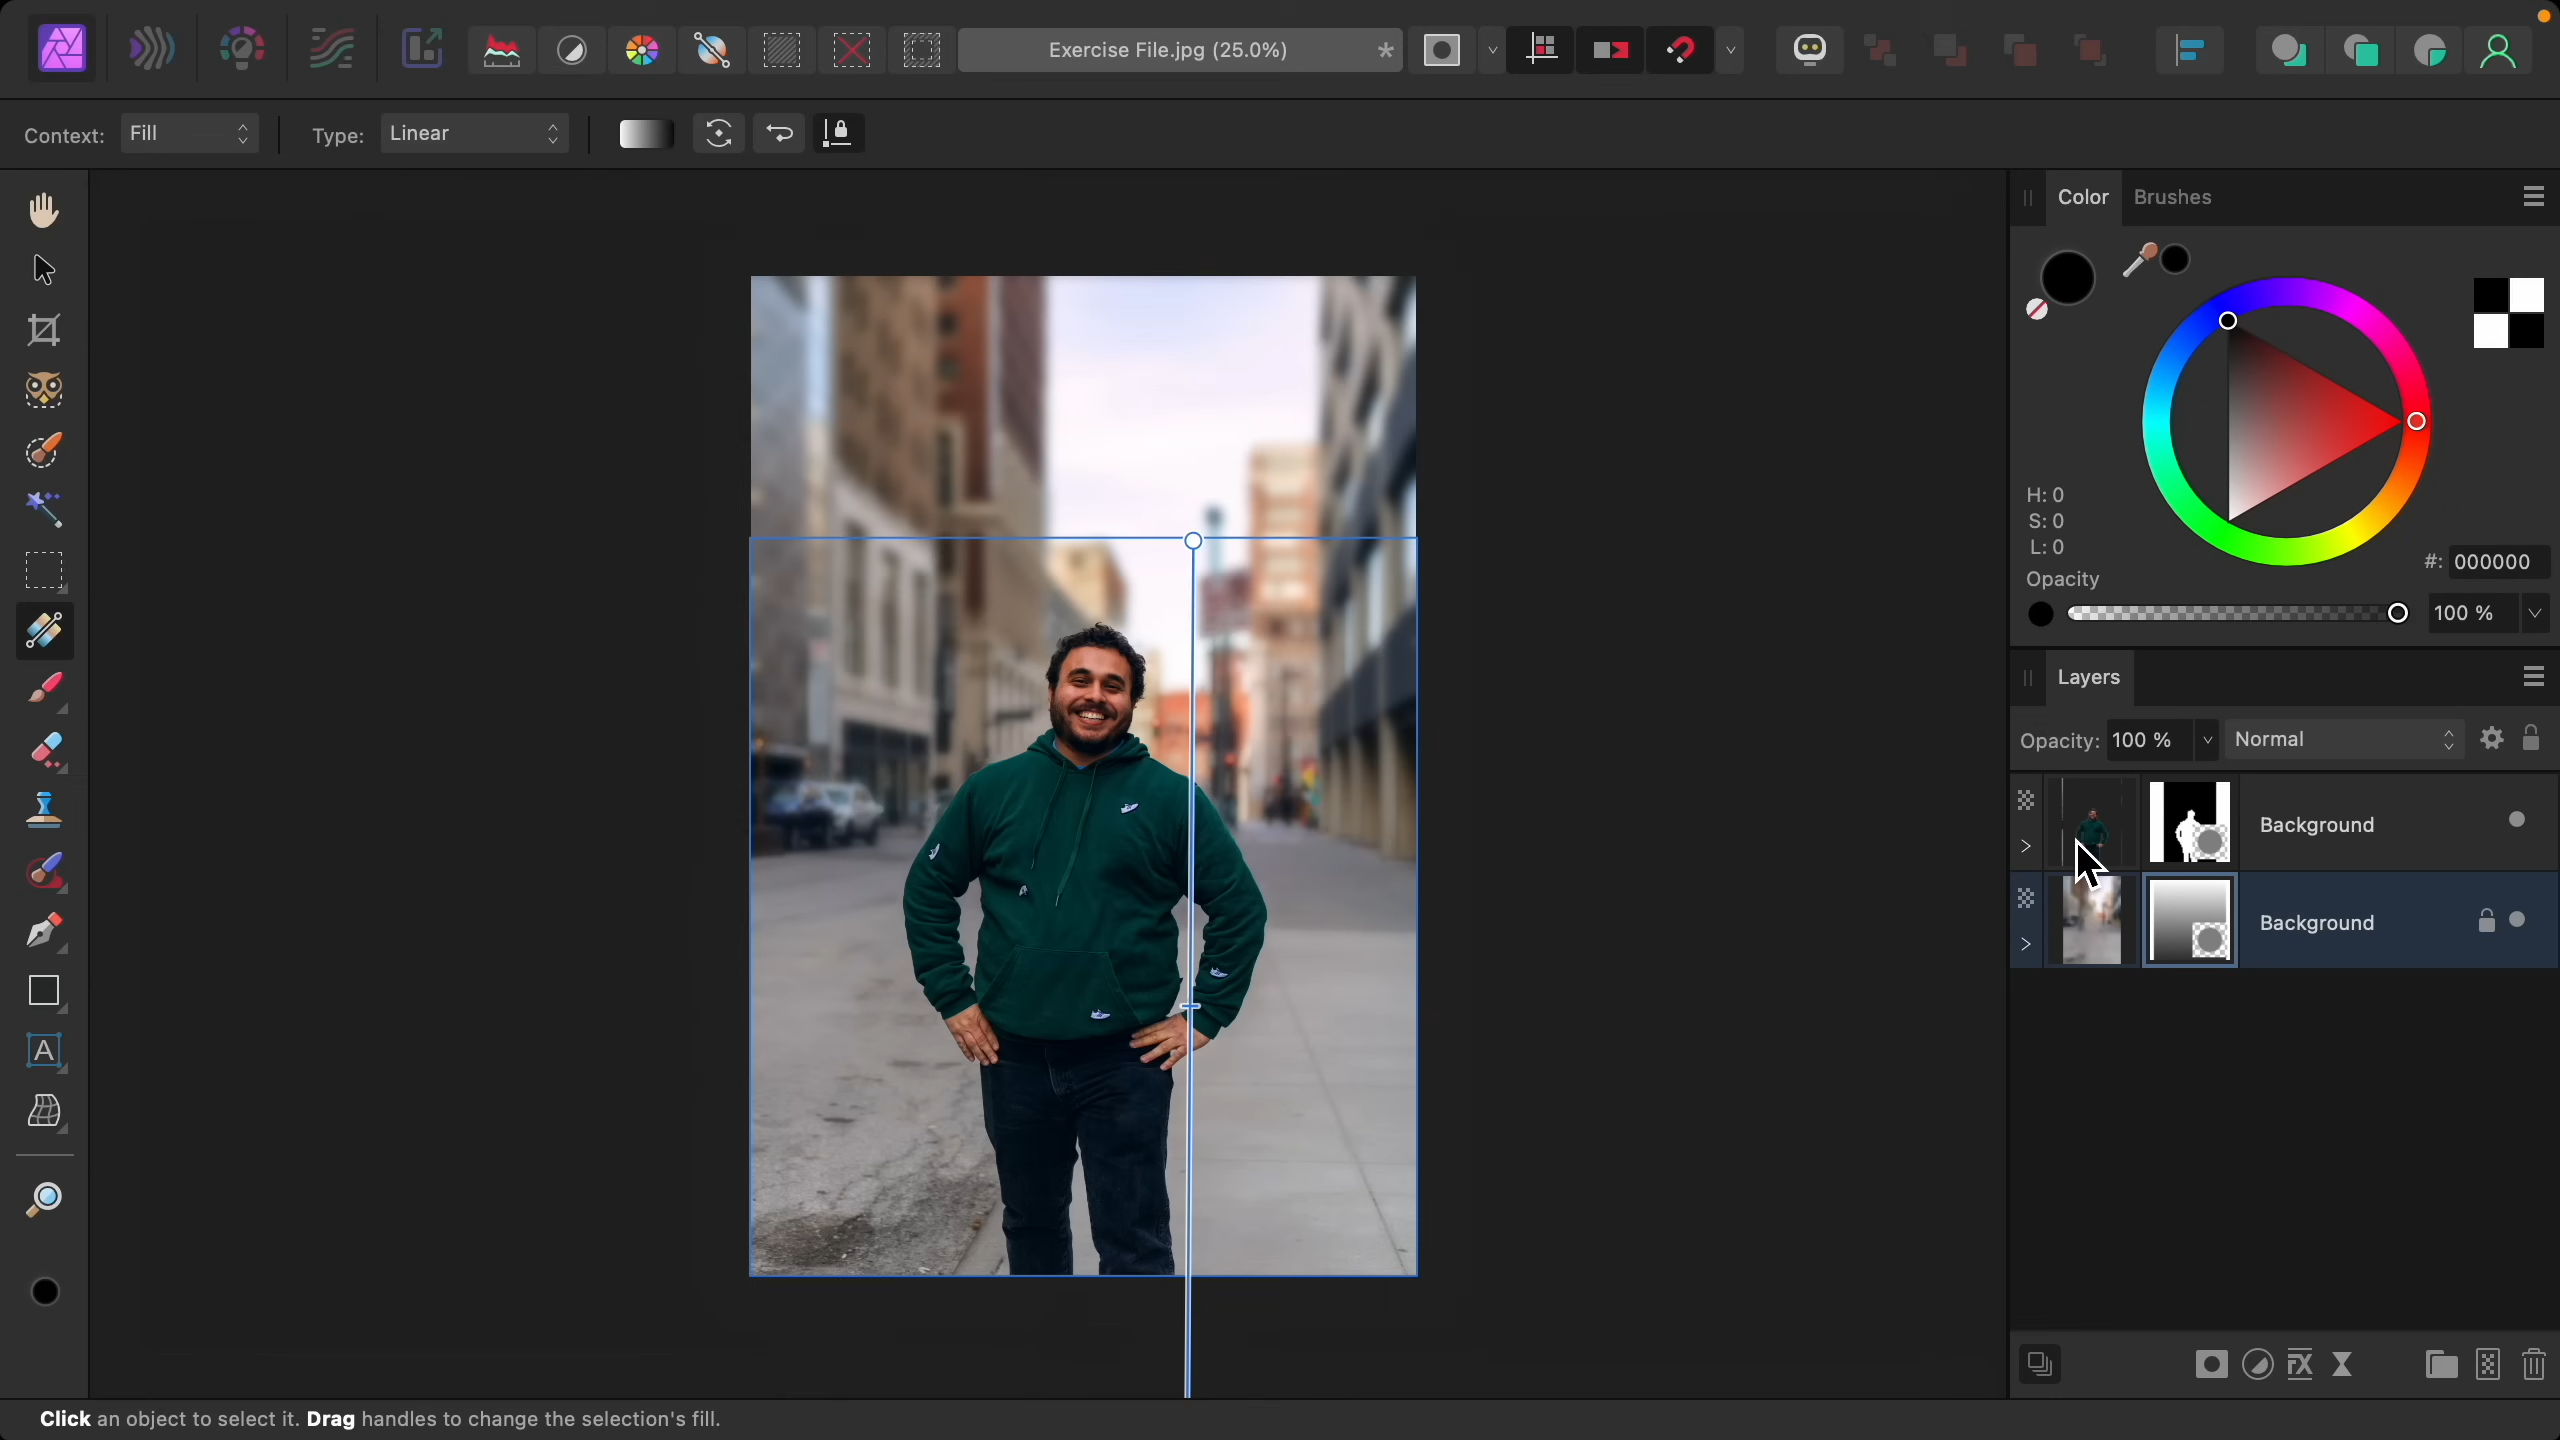 Exercise File.jpg (25.0%)
*
Context: Fill
Type: Linear
Color Brushes
H: 0
S: 0
L: 0
#: 000000
Opacity
100 %
Layers
Opacity: 100 % Normal
Background
Background
A
Click an object to select it. Drag handles to change the selection's fill.